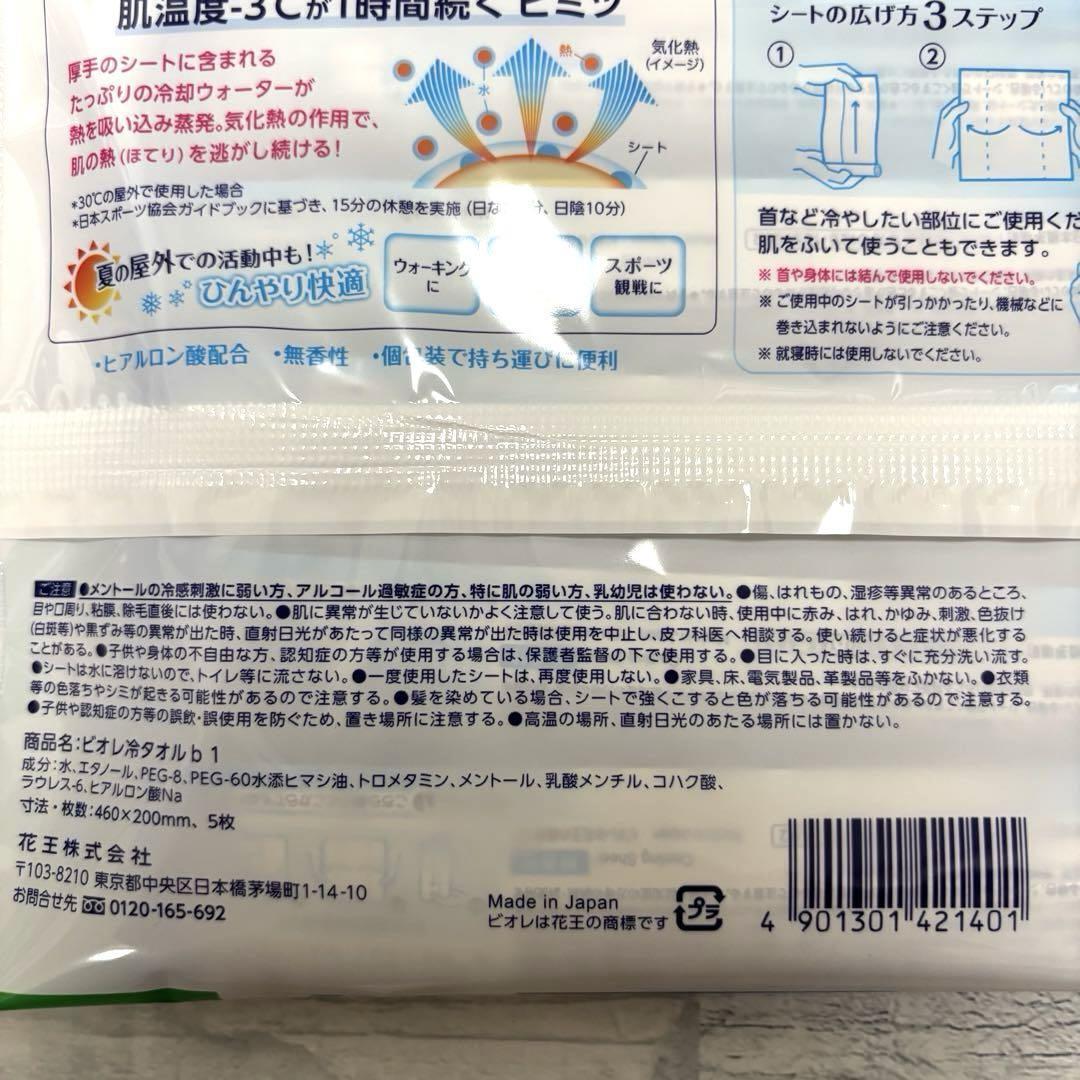 肌温度-3℃が1時間続くヒミツ
厚手のシートに含まれる
たっぷりの冷却ウォーターが
熱を吸い込み蒸発。気化熱の作用で、
肌の熱(ほてり)を逃がし続ける!
熱
水
気化熱
(イメージ)
シート
*30℃の屋外で使用した場合
*日本スポーツ協会ガイドブックに基づき、15分の休憩を実施(日な 分、日陰10分)
夏の屋外での活動中も!
ひんやり快適
ウォーキング
に
スポーツ
観戦に
・ヒアルロン酸配合 ・無香性 ・個包装で持ち運びに便利
シートの広げ方3ステップ
① ②
首など冷やしたい部位にご使用くだ
肌をふいて使うこともできます。
※ 首や身体には結んで使用しないでください。
※ ご使用中のシートが引っかかったり、機械などに
巻き込まれないようにご注意ください。
※ 就寝時には使用しないでください。
ご注意 ●メントールの冷感刺激に弱い方、アルコール過敏症の方、特に肌の弱い方、乳幼児は使わない。●傷、はれもの、湿疹等異常のあるところ、
目や口周り、粘膜、除毛直後には使わない。●肌に異常が生じていないかよく注意して使う。肌に合わない時、使用中に赤み、はれ、かゆみ、刺激、色抜け
(白斑等)や黒ずみ等の異常が出た時、直射日光があたって同様の異常が出た時は使用を中止し、皮フ科医へ相談する。使い続けると症状が悪化する
ことがある。●子供や身体の不自由な方、認知症の方等が使用する場合は、保護者監督の下で使用する。●目に入った時は、すぐに充分洗い流す。
●シートは水に溶けないので、トイレ等に流さない。●一度使用したシートは、再度使用しない。●家具、床、電気製品、革製品等をふかない。●衣類
等の色落ちやシミが起きる可能性があるので注意する。●髪を染めている場合、シートで強くこすると色が落ちる可能性があるので注意する。
●子供や認知症の方等の誤飲・誤使用を防ぐため、置き場所に注意する。●高温の場所、直射日光のあたる場所には置かない。
商品名:ビオレ冷タオルb 1
成分:水、エタノール、PEG-8、PEG-60水添ヒマシ油、トロメタミン、メントール、乳酸メンチル、コハク酸、
ラウレス-6、ヒアルロン酸Na
寸法・枚数:460×200mm、5枚
花王株式会社
〒103-8210 東京都中央区日本橋茅場町1-14-10
お問合せ先 0120-165-692
Made in Japan
ビオレは花王の商標です
プラ
4 901301 421401